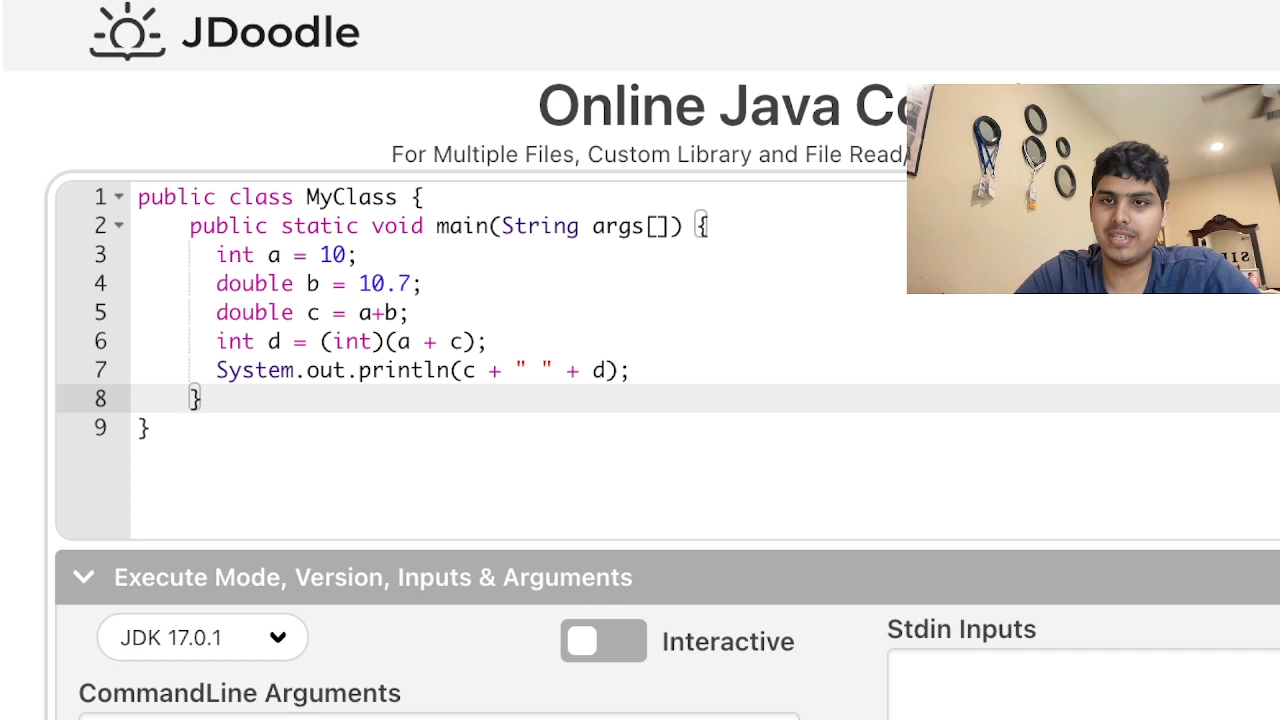 JDoodle
Online Java
For Multiple Files, Custom Library and File Read/
1 public class MyClass {
2 public static void main(String args[]) {
3 int a = 10;
4 double b = 10.7;
5 double c = a+b;
6 int d = (int)(a + c);
7 System.out.println(c + " " + d);
8 }
9 }
Execute Mode, Version, Inputs & Arguments
JDK 17.0.1
Interactive
Stdin Inputs
CommandLine Arguments